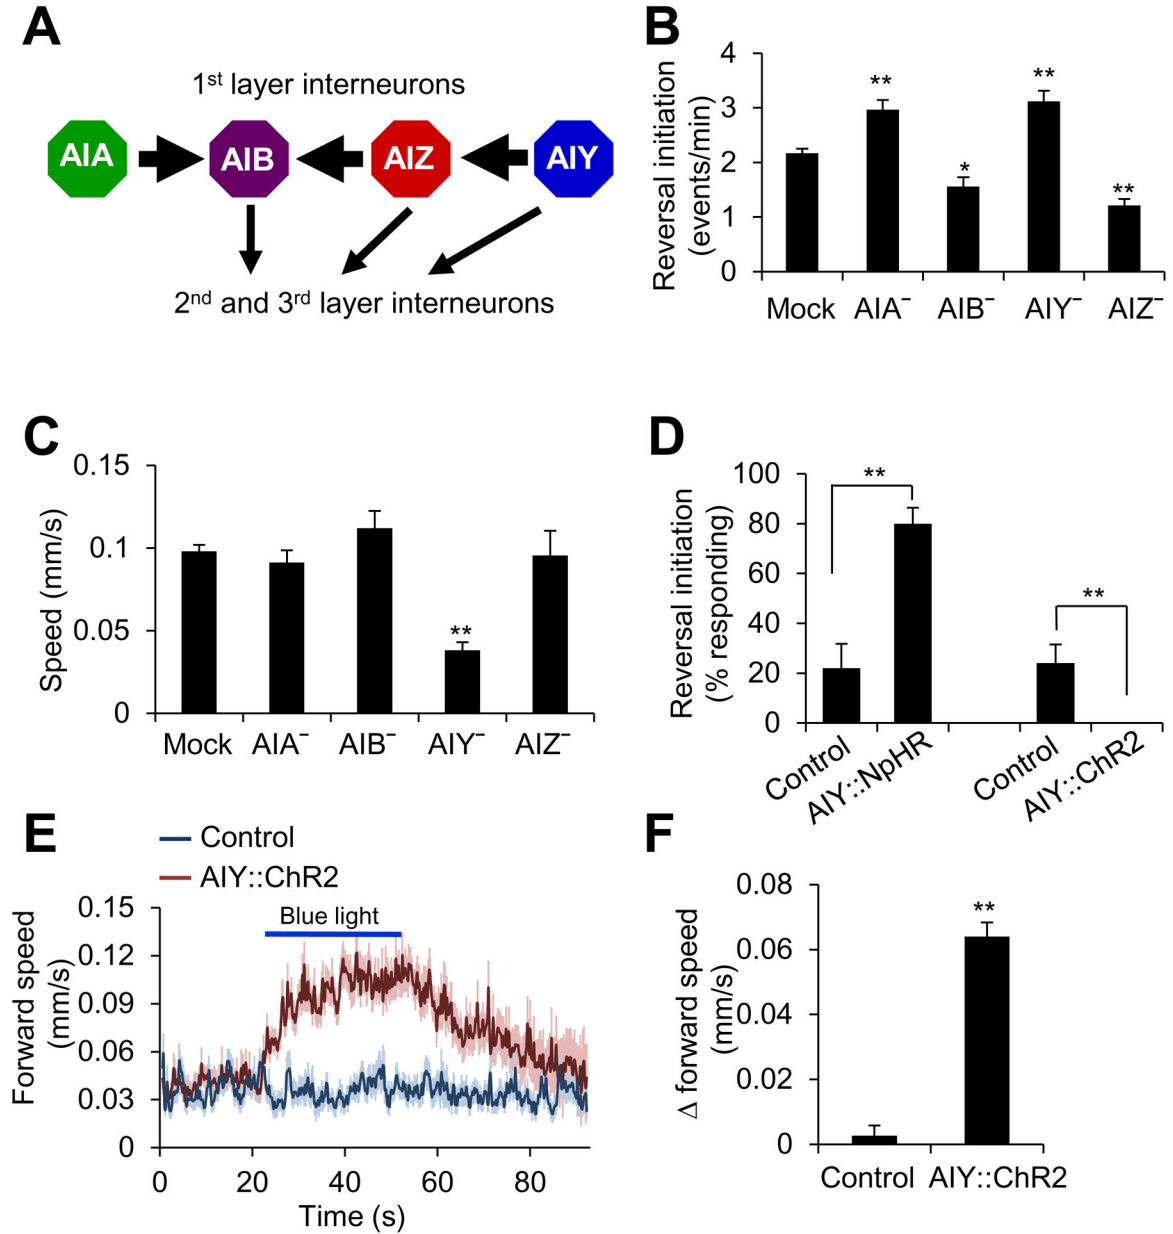 A
1st layer interneurons
AIA AIB AIZ AIY
2nd and 3rd layer interneurons
B
Reversal initiation
(events/min)
4
3
2
1
0
** * ** **
Mock AIA⁻ AIB⁻ AIY⁻ AIZ⁻
C
Speed (mm/s)
0.15
0.1
0.05
0
**
Mock AIA⁻ AIB⁻ AIY⁻ AIZ⁻
D
Reversal initiation
(% responding)
100
80
60
40
20
0
**
**
Control
AIY::NpHR
Control
AIY::ChR2
E
Control
AIY::ChR2
Forward speed
(mm/s)
0.15
0.12
0.09
0.06
0.03
0
Blue light
0 20 40 60 80
Time (s)
F
Δ forward speed
(mm/s)
0.08
0.06
0.04
0.02
0
**
Control AIY::ChR2